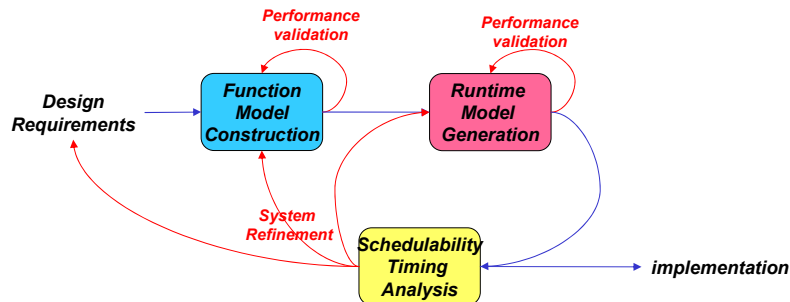 Performance
validation
Performance
validation
Function
Model
Construction
Runtime
Model
Generation
Design
Requirements
System
Refinement
Schedulability
Timing
Analysis
implementation